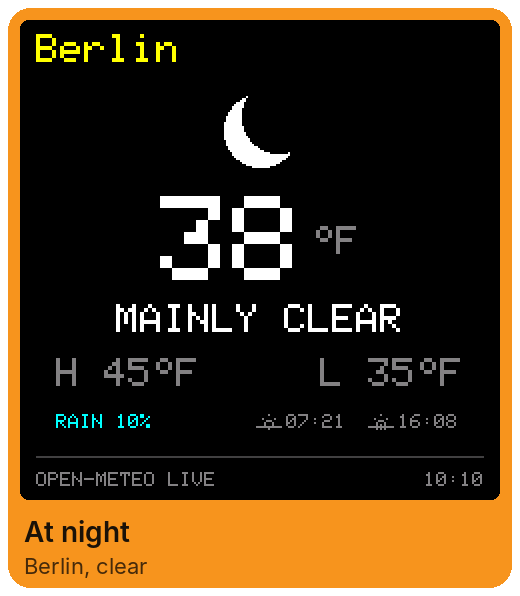 Berlin
38 °F
MAINLY CLEAR
H 45°F L 35°F
RAIN 10% 07:21 16:08
OPEN-METEO LIVE 10:10
At night
Berlin, clear